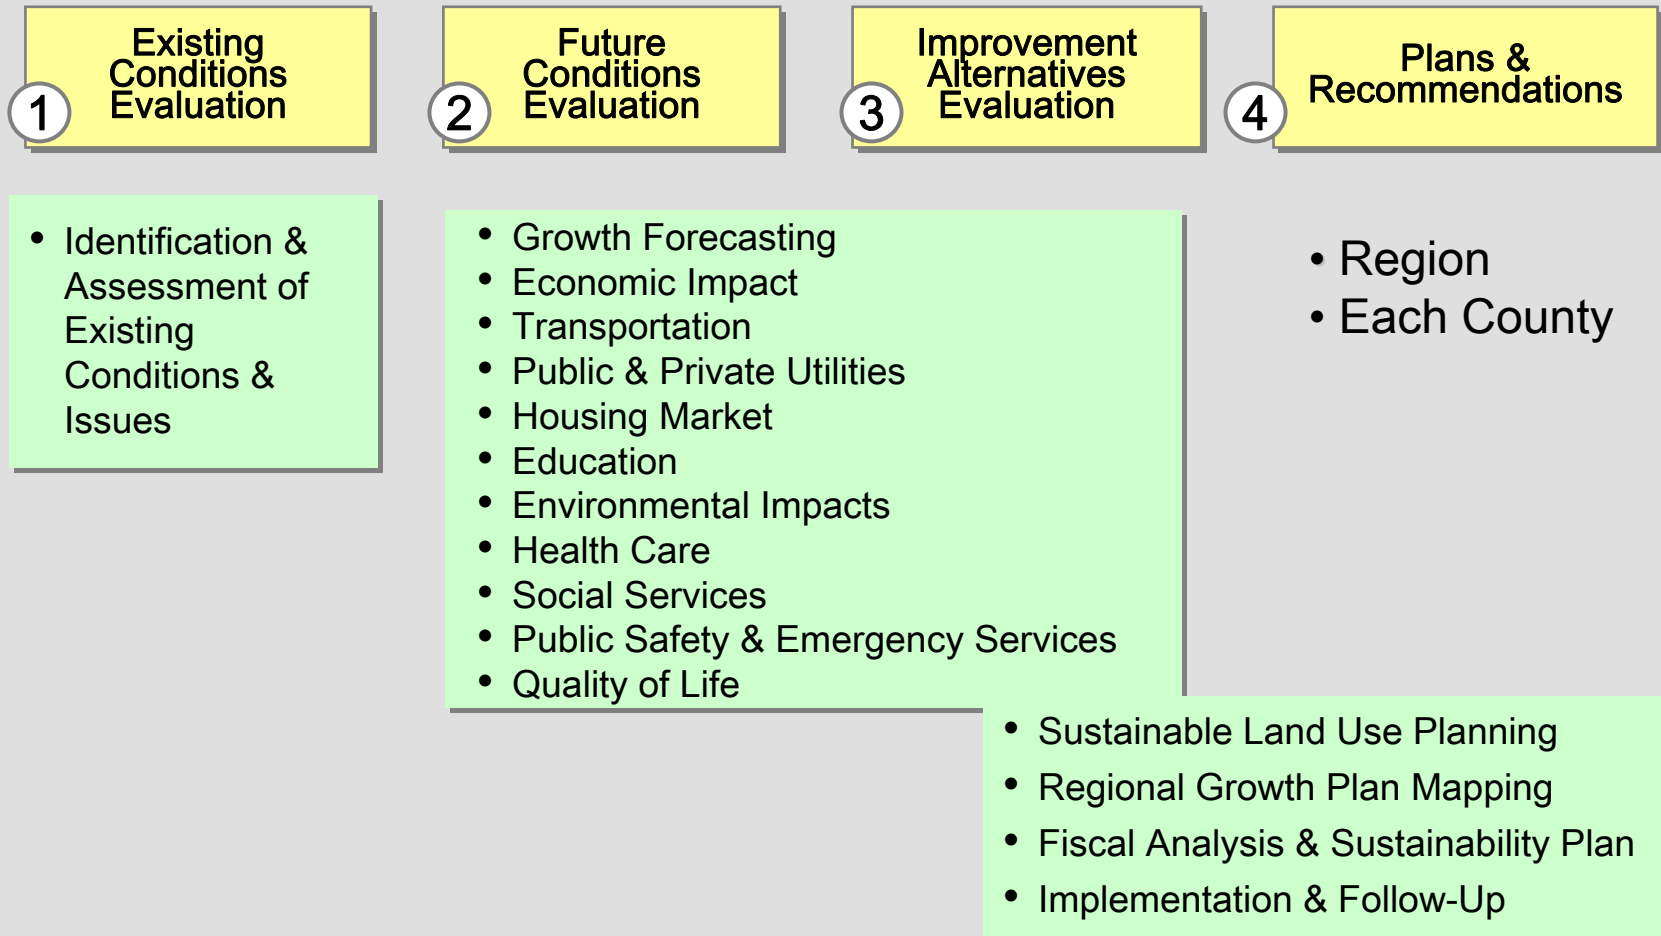 Existing
Conditions
Evaluation
1
Future
Conditions
Evaluation
2
Improvement
Alternatives
Evaluation
3
Plans &
Recommendations
4
• Identification &
Assessment of
Existing
Conditions &
Issues
• Growth Forecasting
• Economic Impact
• Transportation
• Public & Private Utilities
• Housing Market
• Education
• Environmental Impacts
• Health Care
• Social Services
• Public Safety & Emergency Services
• Quality of Life
• Region
• Each County
• Sustainable Land Use Planning
• Regional Growth Plan Mapping
• Fiscal Analysis & Sustainability Plan
• Implementation & Follow-Up